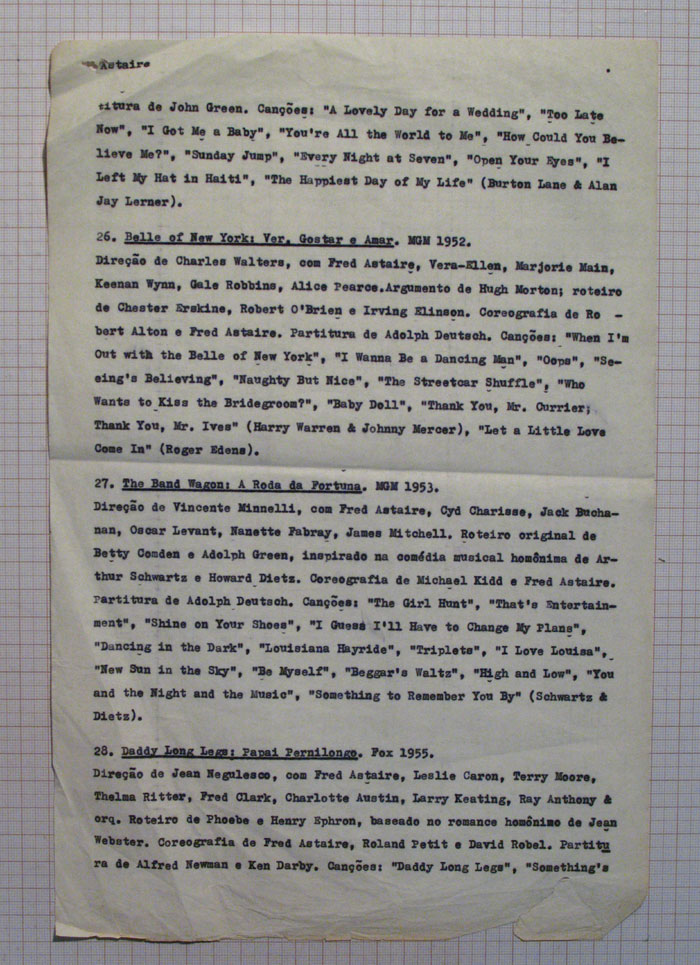 Astaire
titura de John Green. Canções: "A Lovely Day for a Wedding", "Too Late
Now", "I Got Me a Baby", "You're All the World to Me", "How Could You Be-
lieve Me?", "Sunday Jump", "Every Night at Seven", "Open Your Eyes", "I
Left My Hat in Haiti", "The Happiest Day of My Life" (Burton Lane & Alan
Jay Lerner).
26. Belle of New York: Ver, Gostar e Amar. MGM 1952.
Direção de Charles Walters, com Fred Astaire, Vera-Ellen, Marjorie Main,
Keenan Wynn, Gale Robbins, Alice Pearce.Argumento de Hugh Morton; roteiro
de Chester Erskine, Robert O'Brien e Irving Elinson. Coreografia de Ro -
bert Alton e Fred Astaire. Partitura de Adolph Deutsch. Canções: "When I'm
Out with the Belle of New York", "I Wanna Be a Dancing Man", "Oops", "Se-
eing's Believing", "Naughty But Nice", "The Streetcar Shuffle", "Who
Wants to Kiss the Bridegroom?", "Baby Doll", "Thank You, Mr. Currier;
Thank You, Mr. Ives" (Harry Warren & Johnny Mercer), "Let a Little Love
Come In" (Roger Edens).
27. The Band Wagon: A Roda da Fortuna. MGM 1953.
Direção de Vincente Minnelli, com Fred Astaire, Cyd Charisse, Jack Bucha-
nan, Oscar Levant, Nanette Fabray, James Mitchell. Roteiro original de
Betty Comden e Adolph Green, inspirado na comédia musical homônima de Ar-
thur Schwartz e Howard Dietz. Coreografia de Michael Kidd e Fred Astaire.
Partitura de Adolph Deutsch. Canções: "The Girl Hunt", "That's Entertain-
ment", "Shine on Your Shoes", "I Guess I'll Have to Change My Plans",
"Dancing in the Dark", "Louisiana Hayride", "Triplets", "I Love Louisa",
"New Sun in the Sky", "Be Myself", "Beggar's Waltz", "High and Low", "You
and the Night and the Music", "Something to Remember You By" (Schwartz &
Dietz).
28. Daddy Long Legs: Papai Pernilongo. Fox 1955.
Direção de Jean Negulesco, com Fred Astaire, Leslie Caron, Terry Moore,
Thelma Ritter, Fred Clark, Charlotte Austin, Larry Keating, Ray Anthony &
orq. Roteiro de Phoebe e Henry Ephron, baseado no romance homônimo de Jean
Webster. Coreografia de Fred Astaire, Roland Petit e David Robel. Partitu
ra de Alfred Newman e Ken Darby. Canções: "Daddy Long Legs", "Something's